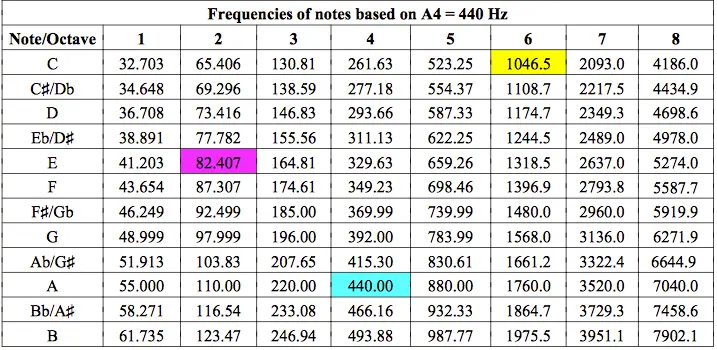 Frequencies of notes based on A4 = 440 Hz
Note/Octave 1 2 3 4 5 6 7 8
C 32.703 65.406 130.81 261.63 523.25 1046.5 2093.0 4186.0
C♯/Db 34.648 69.296 138.59 277.18 554.37 1108.7 2217.5 4434.9
D 36.708 73.416 146.83 293.66 587.33 1174.7 2349.3 4698.6
Eb/D♯ 38.891 77.782 155.56 311.13 622.25 1244.5 2489.0 4978.0
E 41.203 82.407 164.81 329.63 659.26 1318.5 2637.0 5274.0
F 43.654 87.307 174.61 349.23 698.46 1396.9 2793.8 5587.7
F♯/Gb 46.249 92.499 185.00 369.99 739.99 1480.0 2960.0 5919.9
G 48.999 97.999 196.00 392.00 783.99 1568.0 3136.0 6271.9
Ab/G♯ 51.913 103.83 207.65 415.30 830.61 1661.2 3322.4 6644.9
A 55.000 110.00 220.00 440.00 880.00 1760.0 3520.0 7040.0
Bb/A♯ 58.271 116.54 233.08 466.16 932.33 1864.7 3729.3 7458.6
B 61.735 123.47 246.94 493.88 987.77 1975.5 3951.1 7902.1